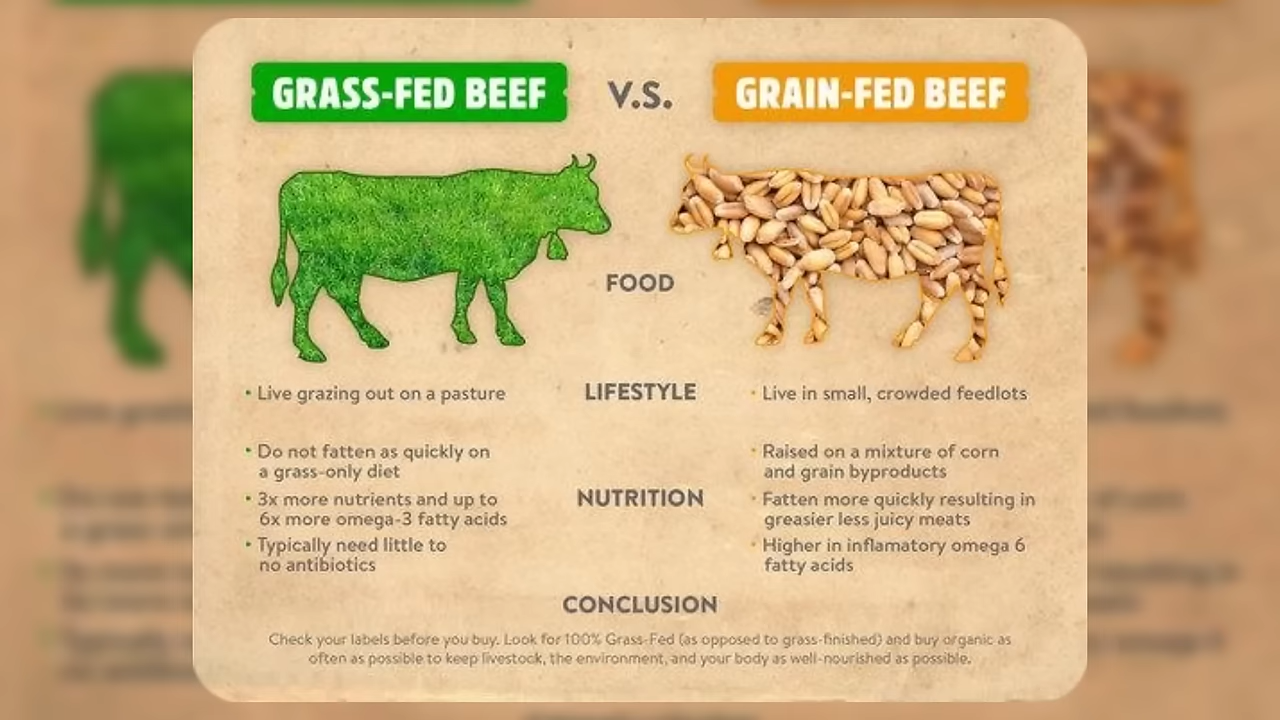 GRASS-FED BEEF V.S. GRAIN-FED BEEF
FOOD
LIFESTYLE
• Live grazing out on a pasture
• Live in small, crowded feedlots
NUTRITION
• Do not fatten as quickly on
a grass-only diet
• 3x more nutrients and up to
6x more omega-3 fatty acids
• Typically need little to
no antibiotics
• Raised on a mixture of corn
and grain byproducts
• Fatten more quickly resulting in
greasier less juicy meats
• Higher in inflamatory omega 6
fatty acids
CONCLUSION
Check your labels before you buy. Look for 100% Grass-Fed (as opposed to grass-finished) and buy organic as
often as possible to keep livestock, the environment, and your body as well-nourished as possible.